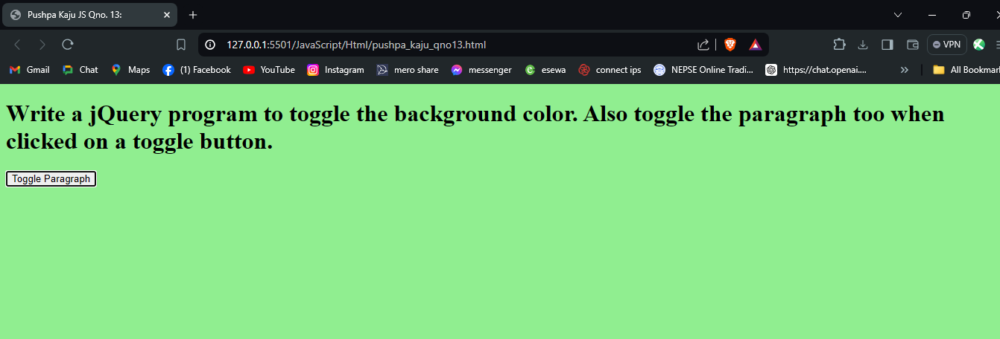 Pushpa Kaju JS Qno. 13:
127.0.0.1:5501/JavaScript/Html/pushpa_kaju_qno13.html
VPN
Gmail Chat Maps (1) Facebook YouTube Instagram mero share messenger esewa connect ips NEPSE Online Tradi... https://chat.openai.... All Bookmar
Write a jQuery program to toggle the background color. Also toggle the paragraph too when
clicked on a toggle button.
Toggle Paragraph